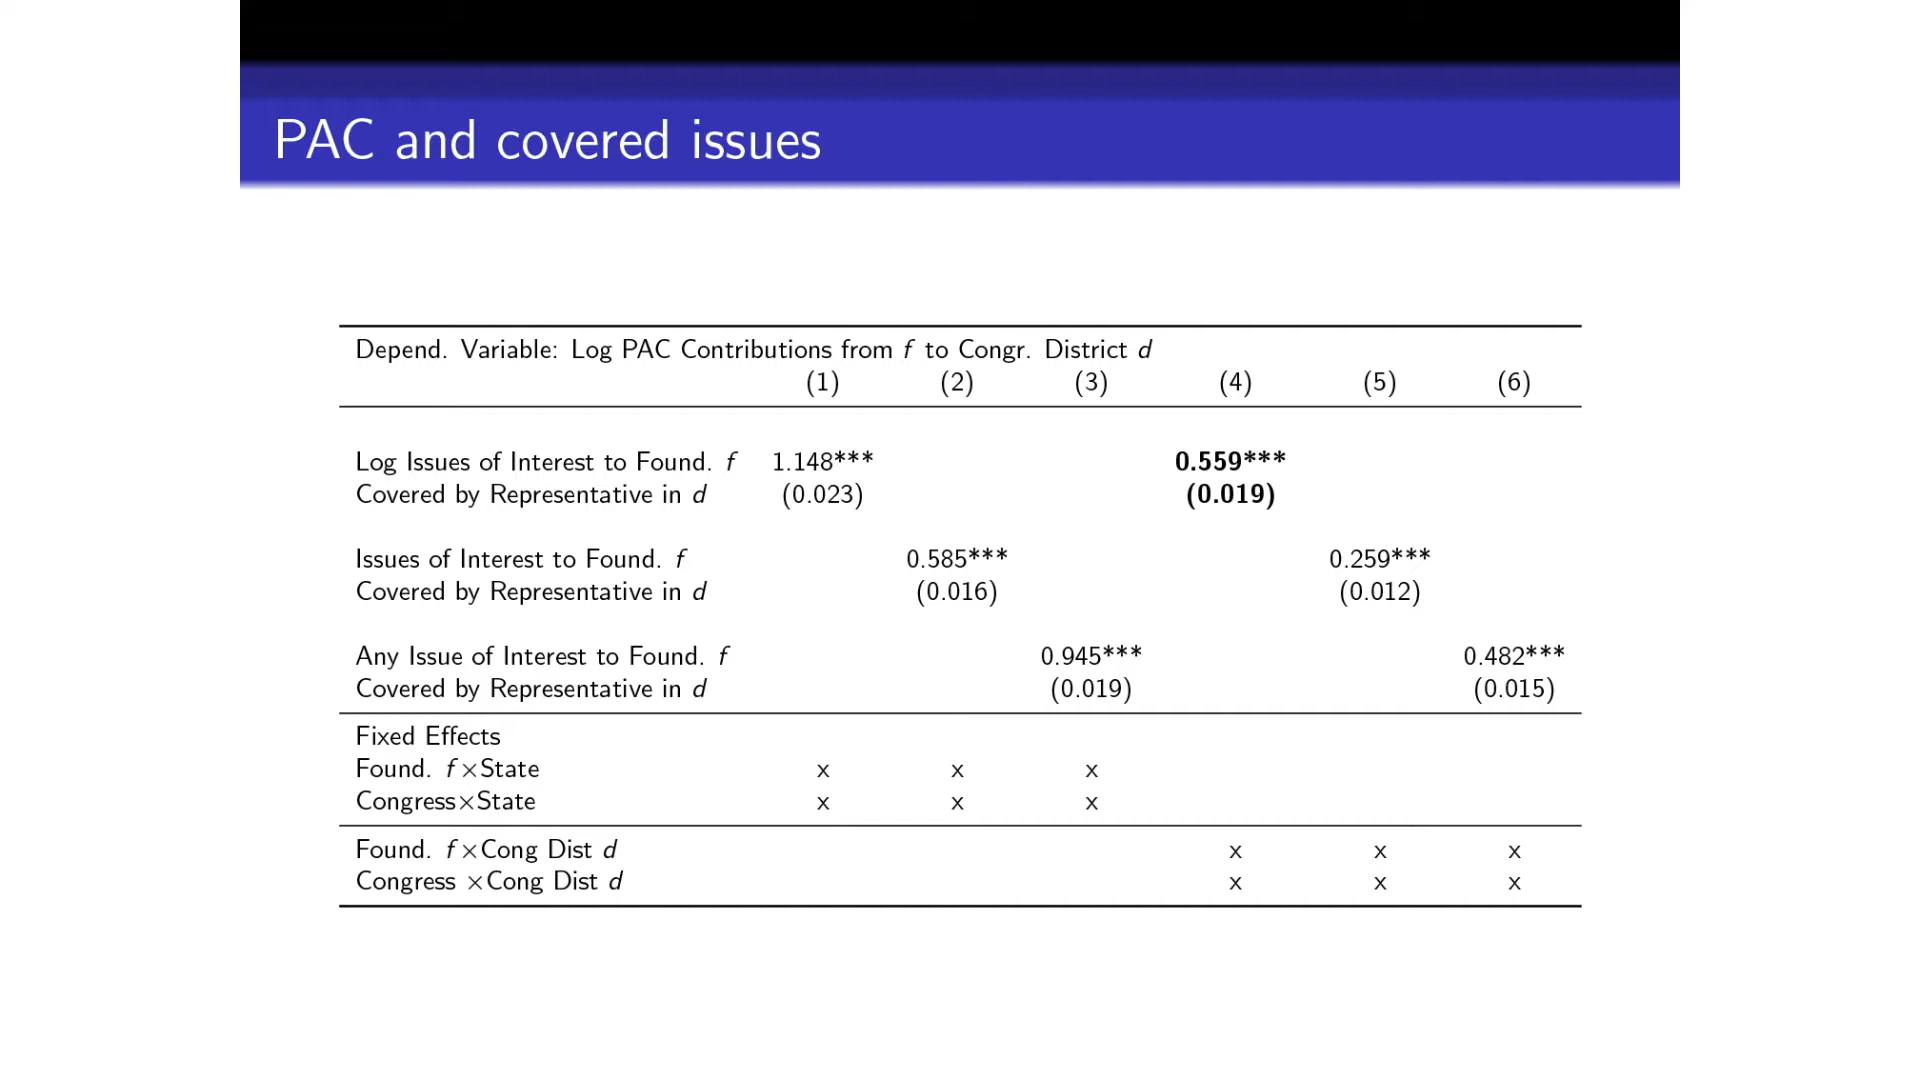 PAC and covered issues
Depend. Variable: Log PAC Contributions from f to Congr. District d
(1) (2) (3) (4) (5) (6)
Log Issues of Interest to Found. f 1.148*** 0.559***
Covered by Representative in d (0.023) (0.019)
Issues of Interest to Found. f 0.585*** 0.259***
Covered by Representative in d (0.016) (0.012)
Any Issue of Interest to Found. f 0.945*** 0.482***
Covered by Representative in d (0.019) (0.015)
Fixed Effects
Found. f×State x x x
Congress×State x x x
Found. f×Cong Dist d x x x
Congress ×Cong Dist d x x x